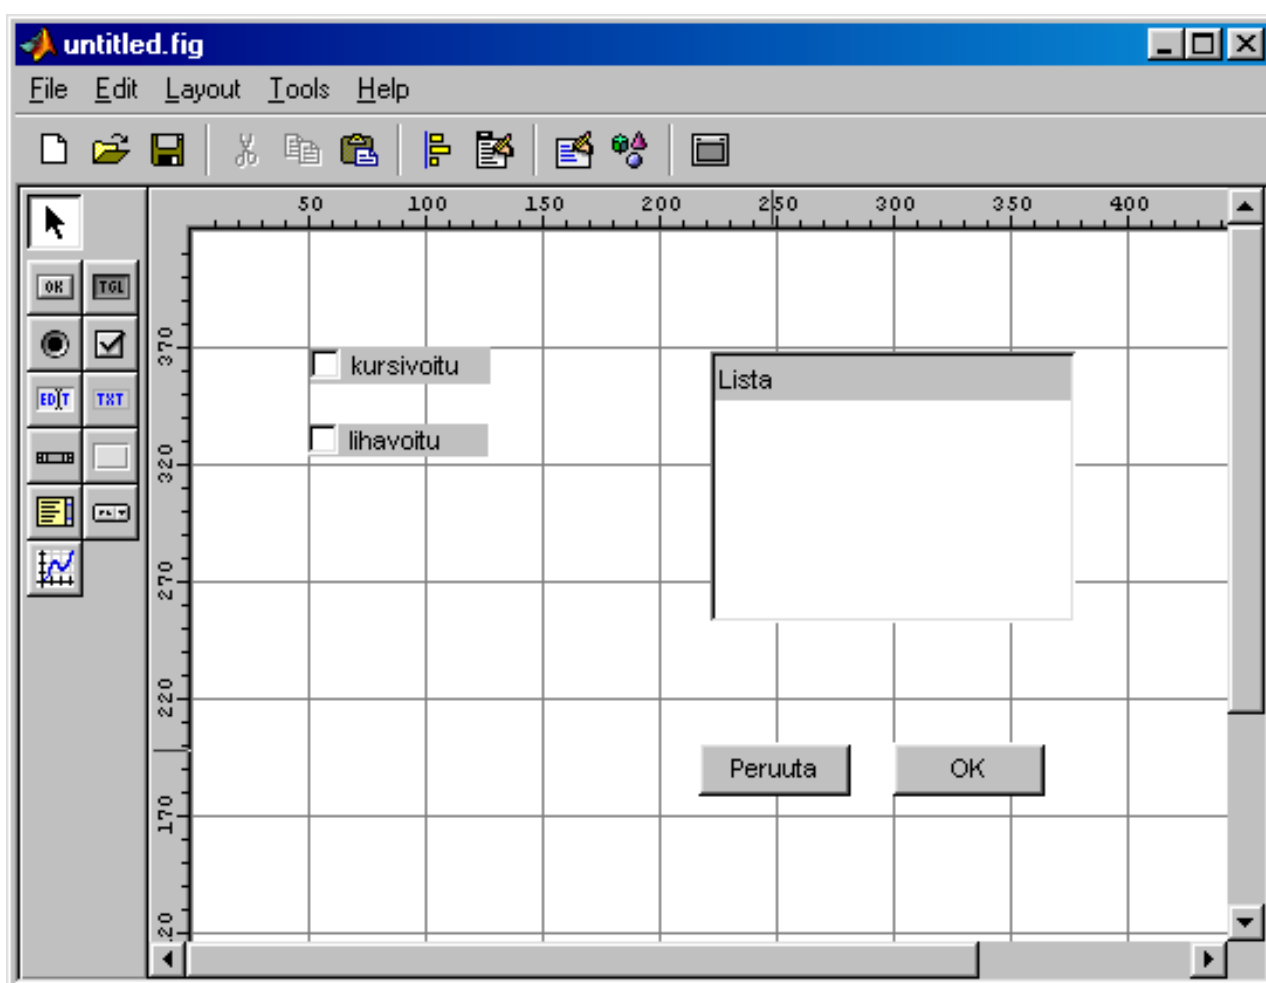 untitled.fig
File Edit Layout Tools Help
50 100 150 200 250 300 350 400
OK TGL
370
kursivoitu
Lista
EDIT TXT
lihavoitu
320
270
220
Peruuta OK
170